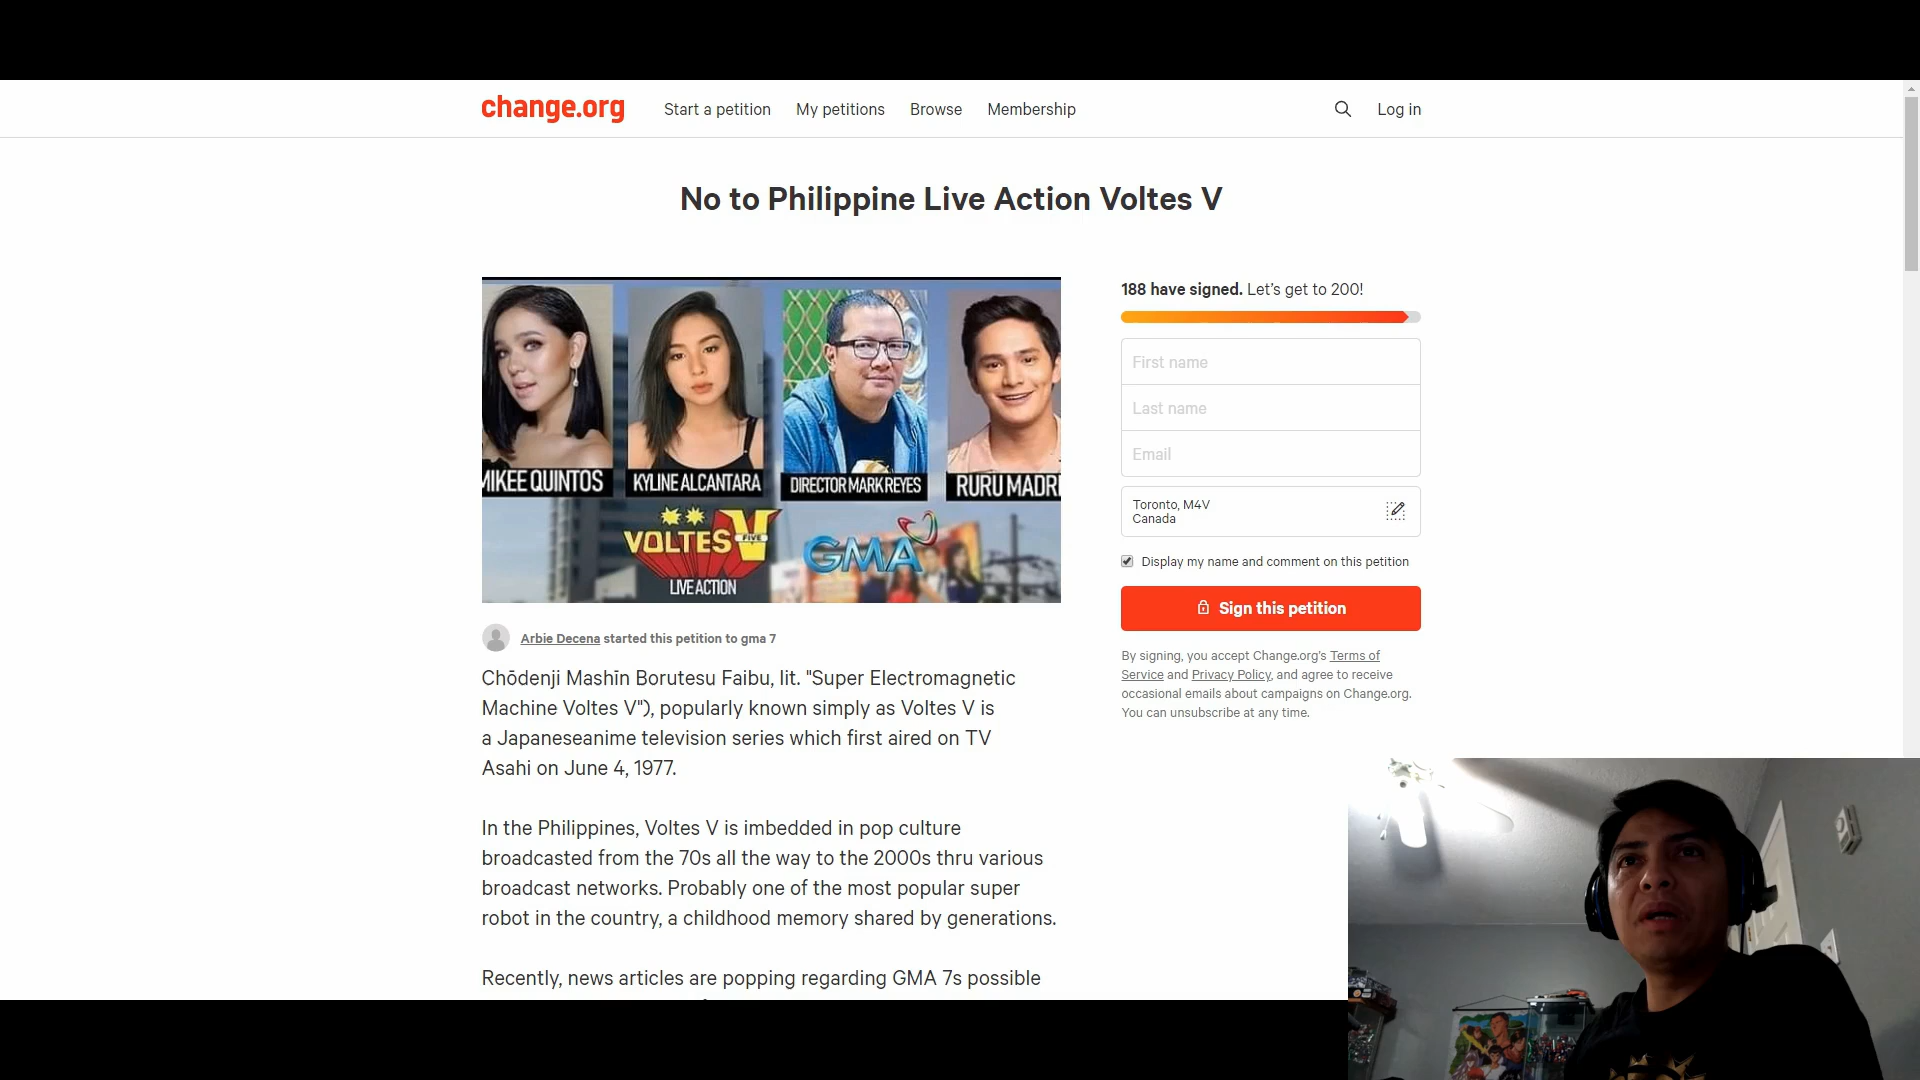 change.org
Start a petition
My petitions
Browse
Membership
Log in
No to Philippine Live Action Voltes V
MIKEE QUINTOS
KYLINE ALCANTARA
DIRECTOR MARK REYES
RURU MADRI
VOLTES V
FIVE
LIVE ACTION
GMA
188 have signed. Let's get to 200!
First name
Last name
Email
Toronto, M4V
Canada
Display my name and comment on this petition
Sign this petition
By signing, you accept Change.org's Terms of
Service and Privacy Policy, and agree to receive
occasional emails about campaigns on Change.org.
You can unsubscribe at any time.
Arbie Decena started this petition to gma 7
Chōdenji Mashīn Borutesu Faibu, lit. "Super Electromagnetic
Machine Voltes V"), popularly known simply as Voltes V is
a Japaneseanime television series which first aired on TV
Asahi on June 4, 1977.
In the Philippines, Voltes V is imbedded in pop culture
broadcasted from the 70s all the way to the 2000s thru various
broadcast networks. Probably one of the most popular super
robot in the country, a childhood memory shared by generations.
Recently, news articles are popping regarding GMA 7s possible